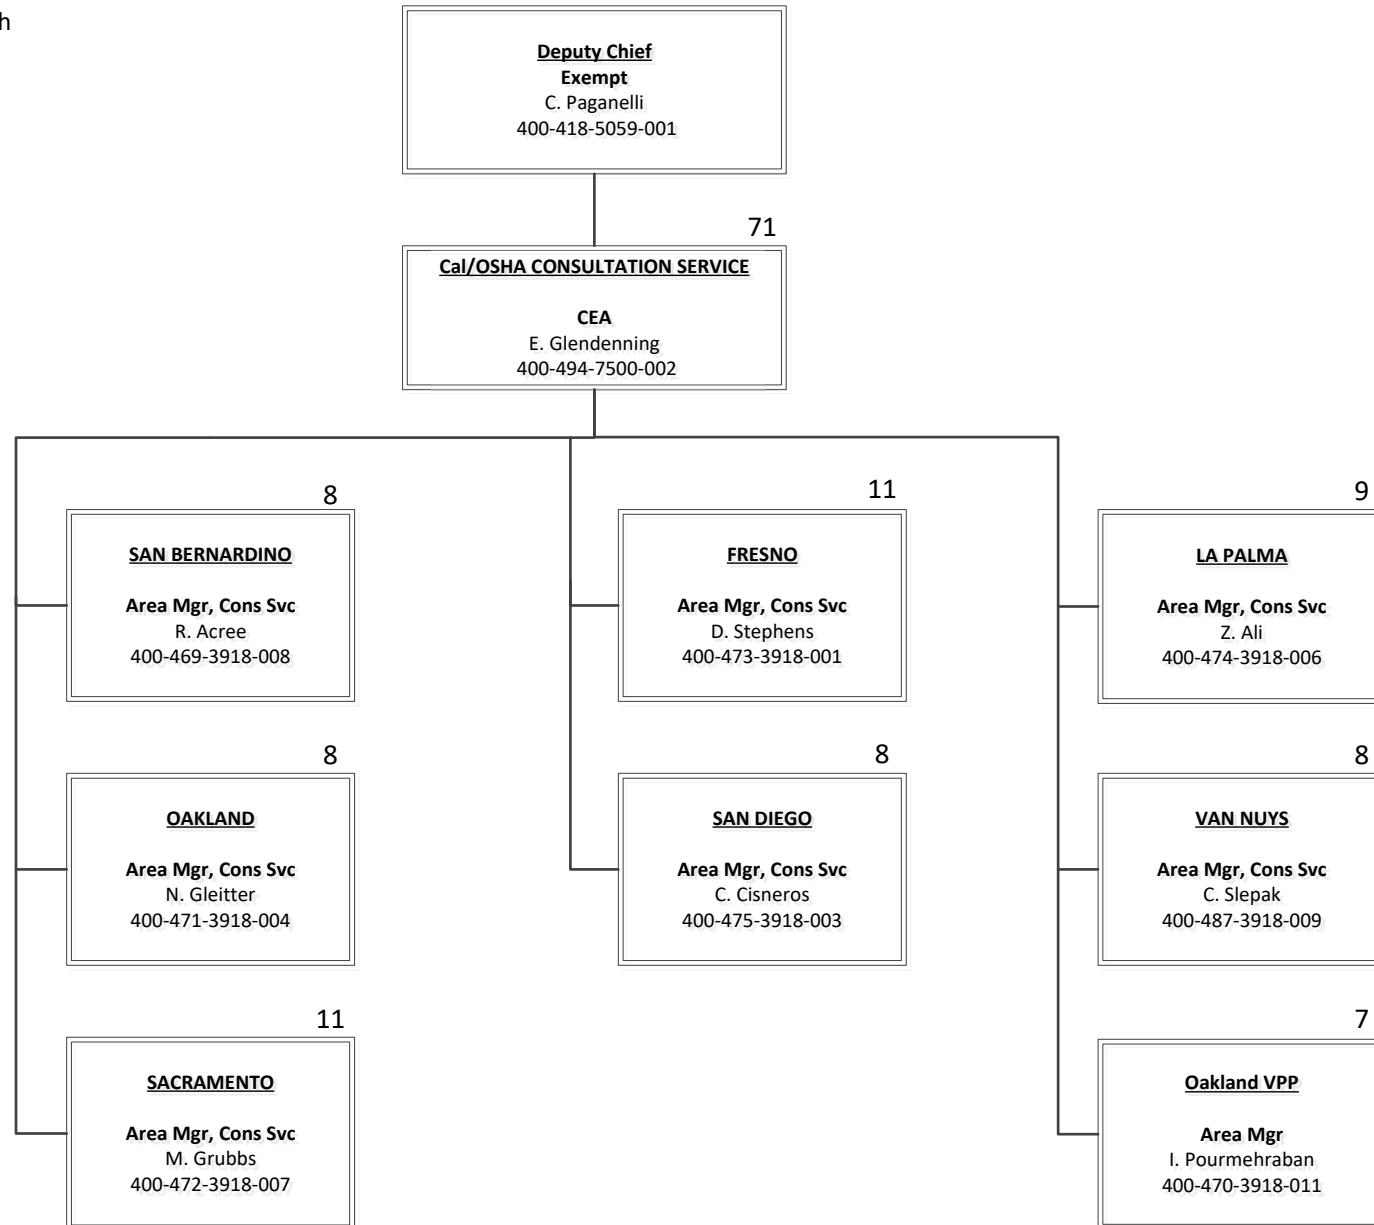 h
Deputy Chief
Exempt
C. Paganelli
400-418-5059-001
71
Cal/OSHA CONSULTATION SERVICE
CEA
E. Glendenning
400-494-7500-002
8
SAN BERNARDINO
Area Mgr, Cons Svc
R. Acree
400-469-3918-008
11
FRESNO
Area Mgr, Cons Svc
D. Stephens
400-473-3918-001
9
LA PALMA
Area Mgr, Cons Svc
Z. Ali
400-474-3918-006
8
OAKLAND
Area Mgr, Cons Svc
N. Gleitter
400-471-3918-004
8
SAN DIEGO
Area Mgr, Cons Svc
C. Cisneros
400-475-3918-003
8
VAN NUYS
Area Mgr, Cons Svc
C. Slepak
400-487-3918-009
11
SACRAMENTO
Area Mgr, Cons Svc
M. Grubbs
400-472-3918-007
7
Oakland VPP
Area Mgr
I. Pourmehraban
400-470-3918-011